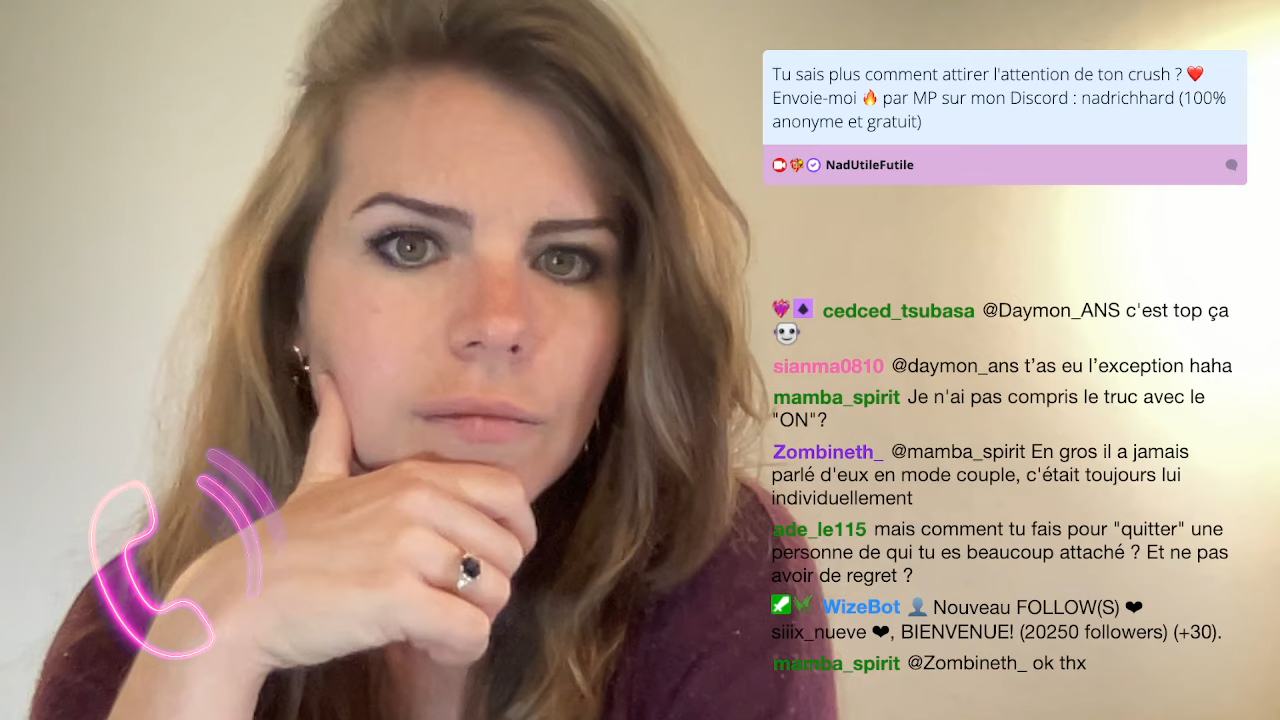 Tu sais plus comment attirer l'attention de ton crush ? ❤️
Envoie-moi 🔥 par MP sur mon Discord : nadrichhard (100%
anonyme et gratuit)
NadUtileFutile
cedced_tsubasa @Daymon_ANS c'est top ça
sianma0810 @daymon_ans t’as eu l’exception haha
mamba_spirit Je n'ai pas compris le truc avec le
"ON"?
Zombineth_ @mamba_spirit En gros il a jamais
parlé d'eux en mode couple, c'était toujours lui
individuellement
ade_le115 mais comment tu fais pour "quitter" une
personne de qui tu es beaucoup attaché ? Et ne pas
avoir de regret ?
WizeBot 👤 Nouveau FOLLOW(S) ❤
siiix_nueve ❤, BIENVENUE! (20250 followers) (+30).
mamba_spirit @Zombineth_ ok thx